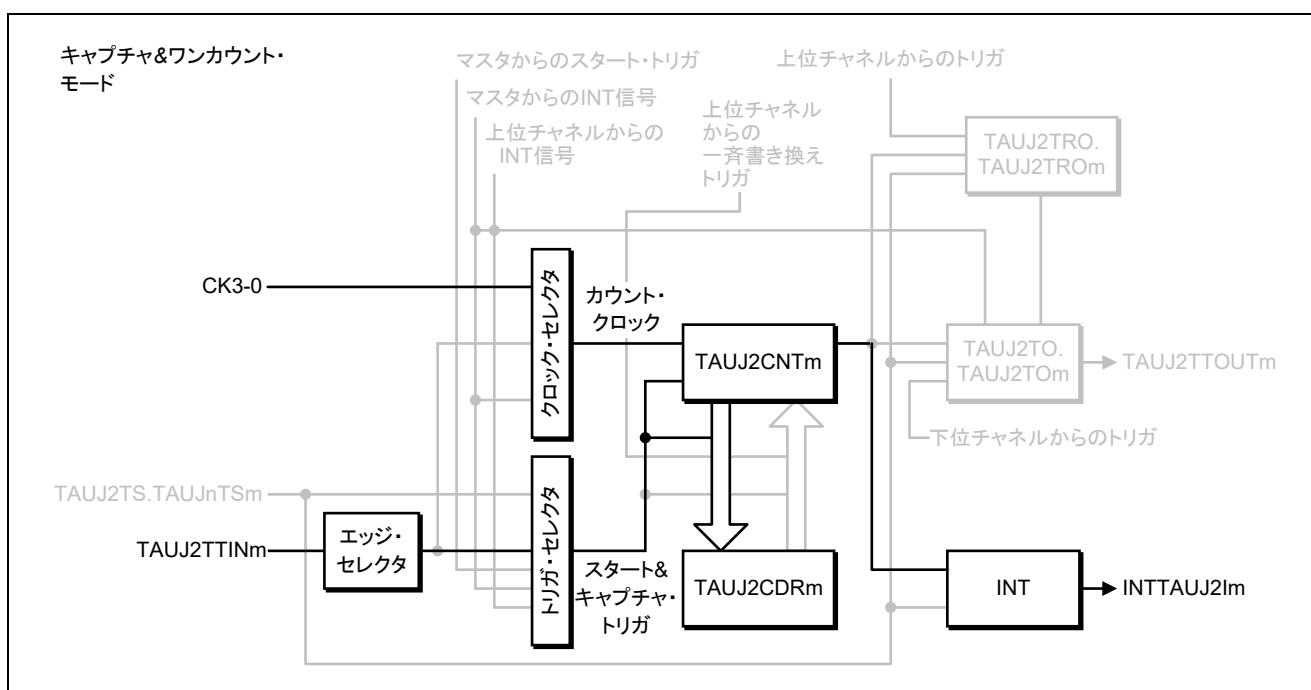 キャプチャ&ワンカウント・
モード
マスタからのスタート・トリガ
マスタからのINT信号
上位チャネルからの
INT信号
上位チャネル
からの
一斉書き換え
トリガ
上位チャネルからのトリガ
TAUJ2TRO.
TAUJ2TROm
CK3-0
クロック・セレクタ
カウント・
クロック
TAUJ2CNTm
TAUJ2TO.
TAUJ2TOm
TAUJ2TTOUTm
下位チャネルからのトリガ
TAUJ2TS.TAUJnTSm
TAUJ2TTINm
エッジ・
セレクタ
トリガ・セレクタ
スタート&
キャプチャ・
トリガ
TAUJ2CDRm
INT
INTTAUJ2Im